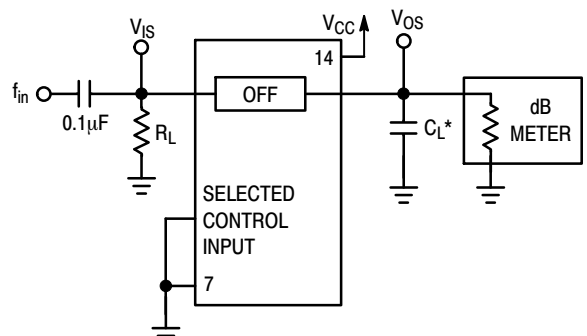 V_IS
V_CC
V_OS
14
f_in
0.1μF
R_L
OFF
C_L*
dB
METER
SELECTED
CONTROL
INPUT
7